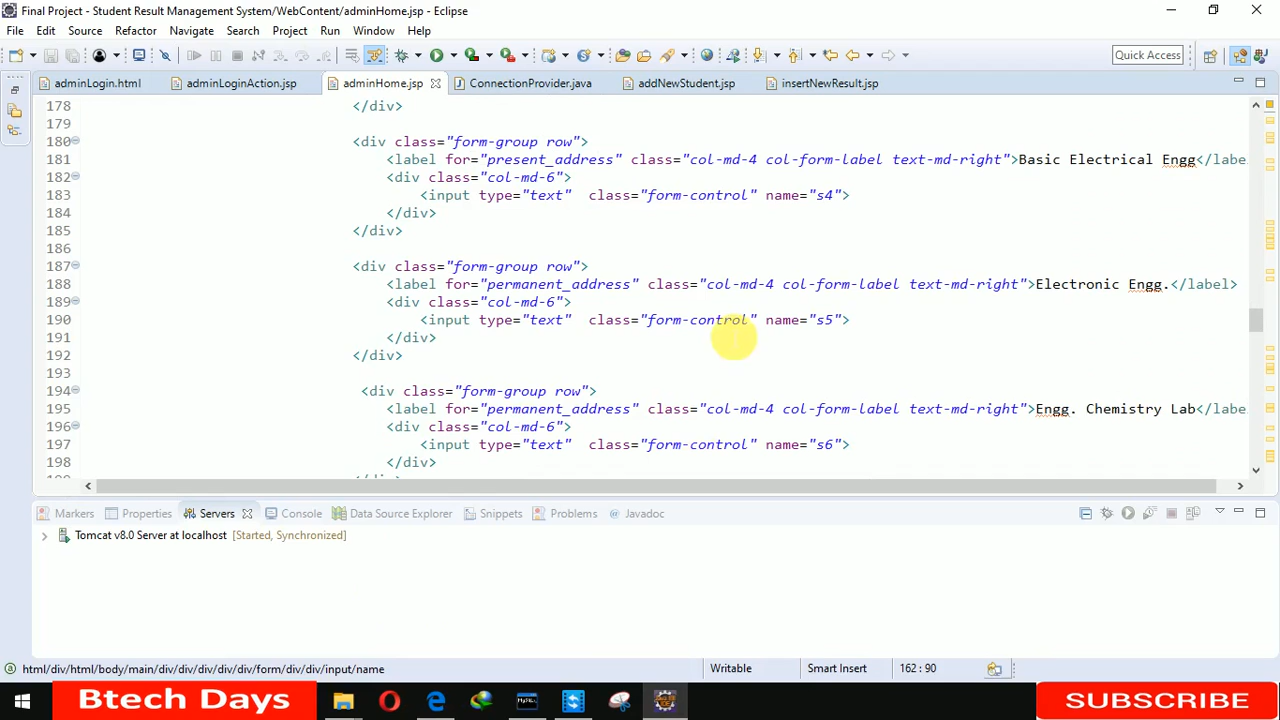 Final Project - Student Result Management System/WebContent/adminHome.jsp - Eclipse
File Edit Source Refactor Navigate Search Project Run Window Help
Quick Access
adminLogin.html adminLoginAction.jsp adminHome.jsp ConnectionProvider.java addNewStudent.jsp insertNewResult.jsp
178 </div>
179
180 <div class="form-group row">
181 <label for="present_address" class="col-md-4 col-form-label text-md-right">Basic Electrical Engg</labe
182 <div class="col-md-6">
183 <input type="text" class="form-control" name="s4">
184 </div>
185 </div>
186
187 <div class="form-group row">
188 <label for="permanent_address" class="col-md-4 col-form-label text-md-right">Electronic Engg.</label>
189 <div class="col-md-6">
190 <input type="text" class="form-control" name="s5">
191 </div>
192 </div>
193
194 <div class="form-group row">
195 <label for="permanent_address" class="col-md-4 col-form-label text-md-right">Engg. Chemistry Lab</labe
196 <div class="col-md-6">
197 <input type="text" class="form-control" name="s6">
198 </div>
Markers Properties Servers Console Data Source Explorer Snippets Problems Javadoc
Tomcat v8.0 Server at localhost [Started, Synchronized]
html/div/html/body/main/div/div/div/div/div/form/div/div/input/name Writable Smart Insert 162 : 90
Btech Days SUBSCRIBE